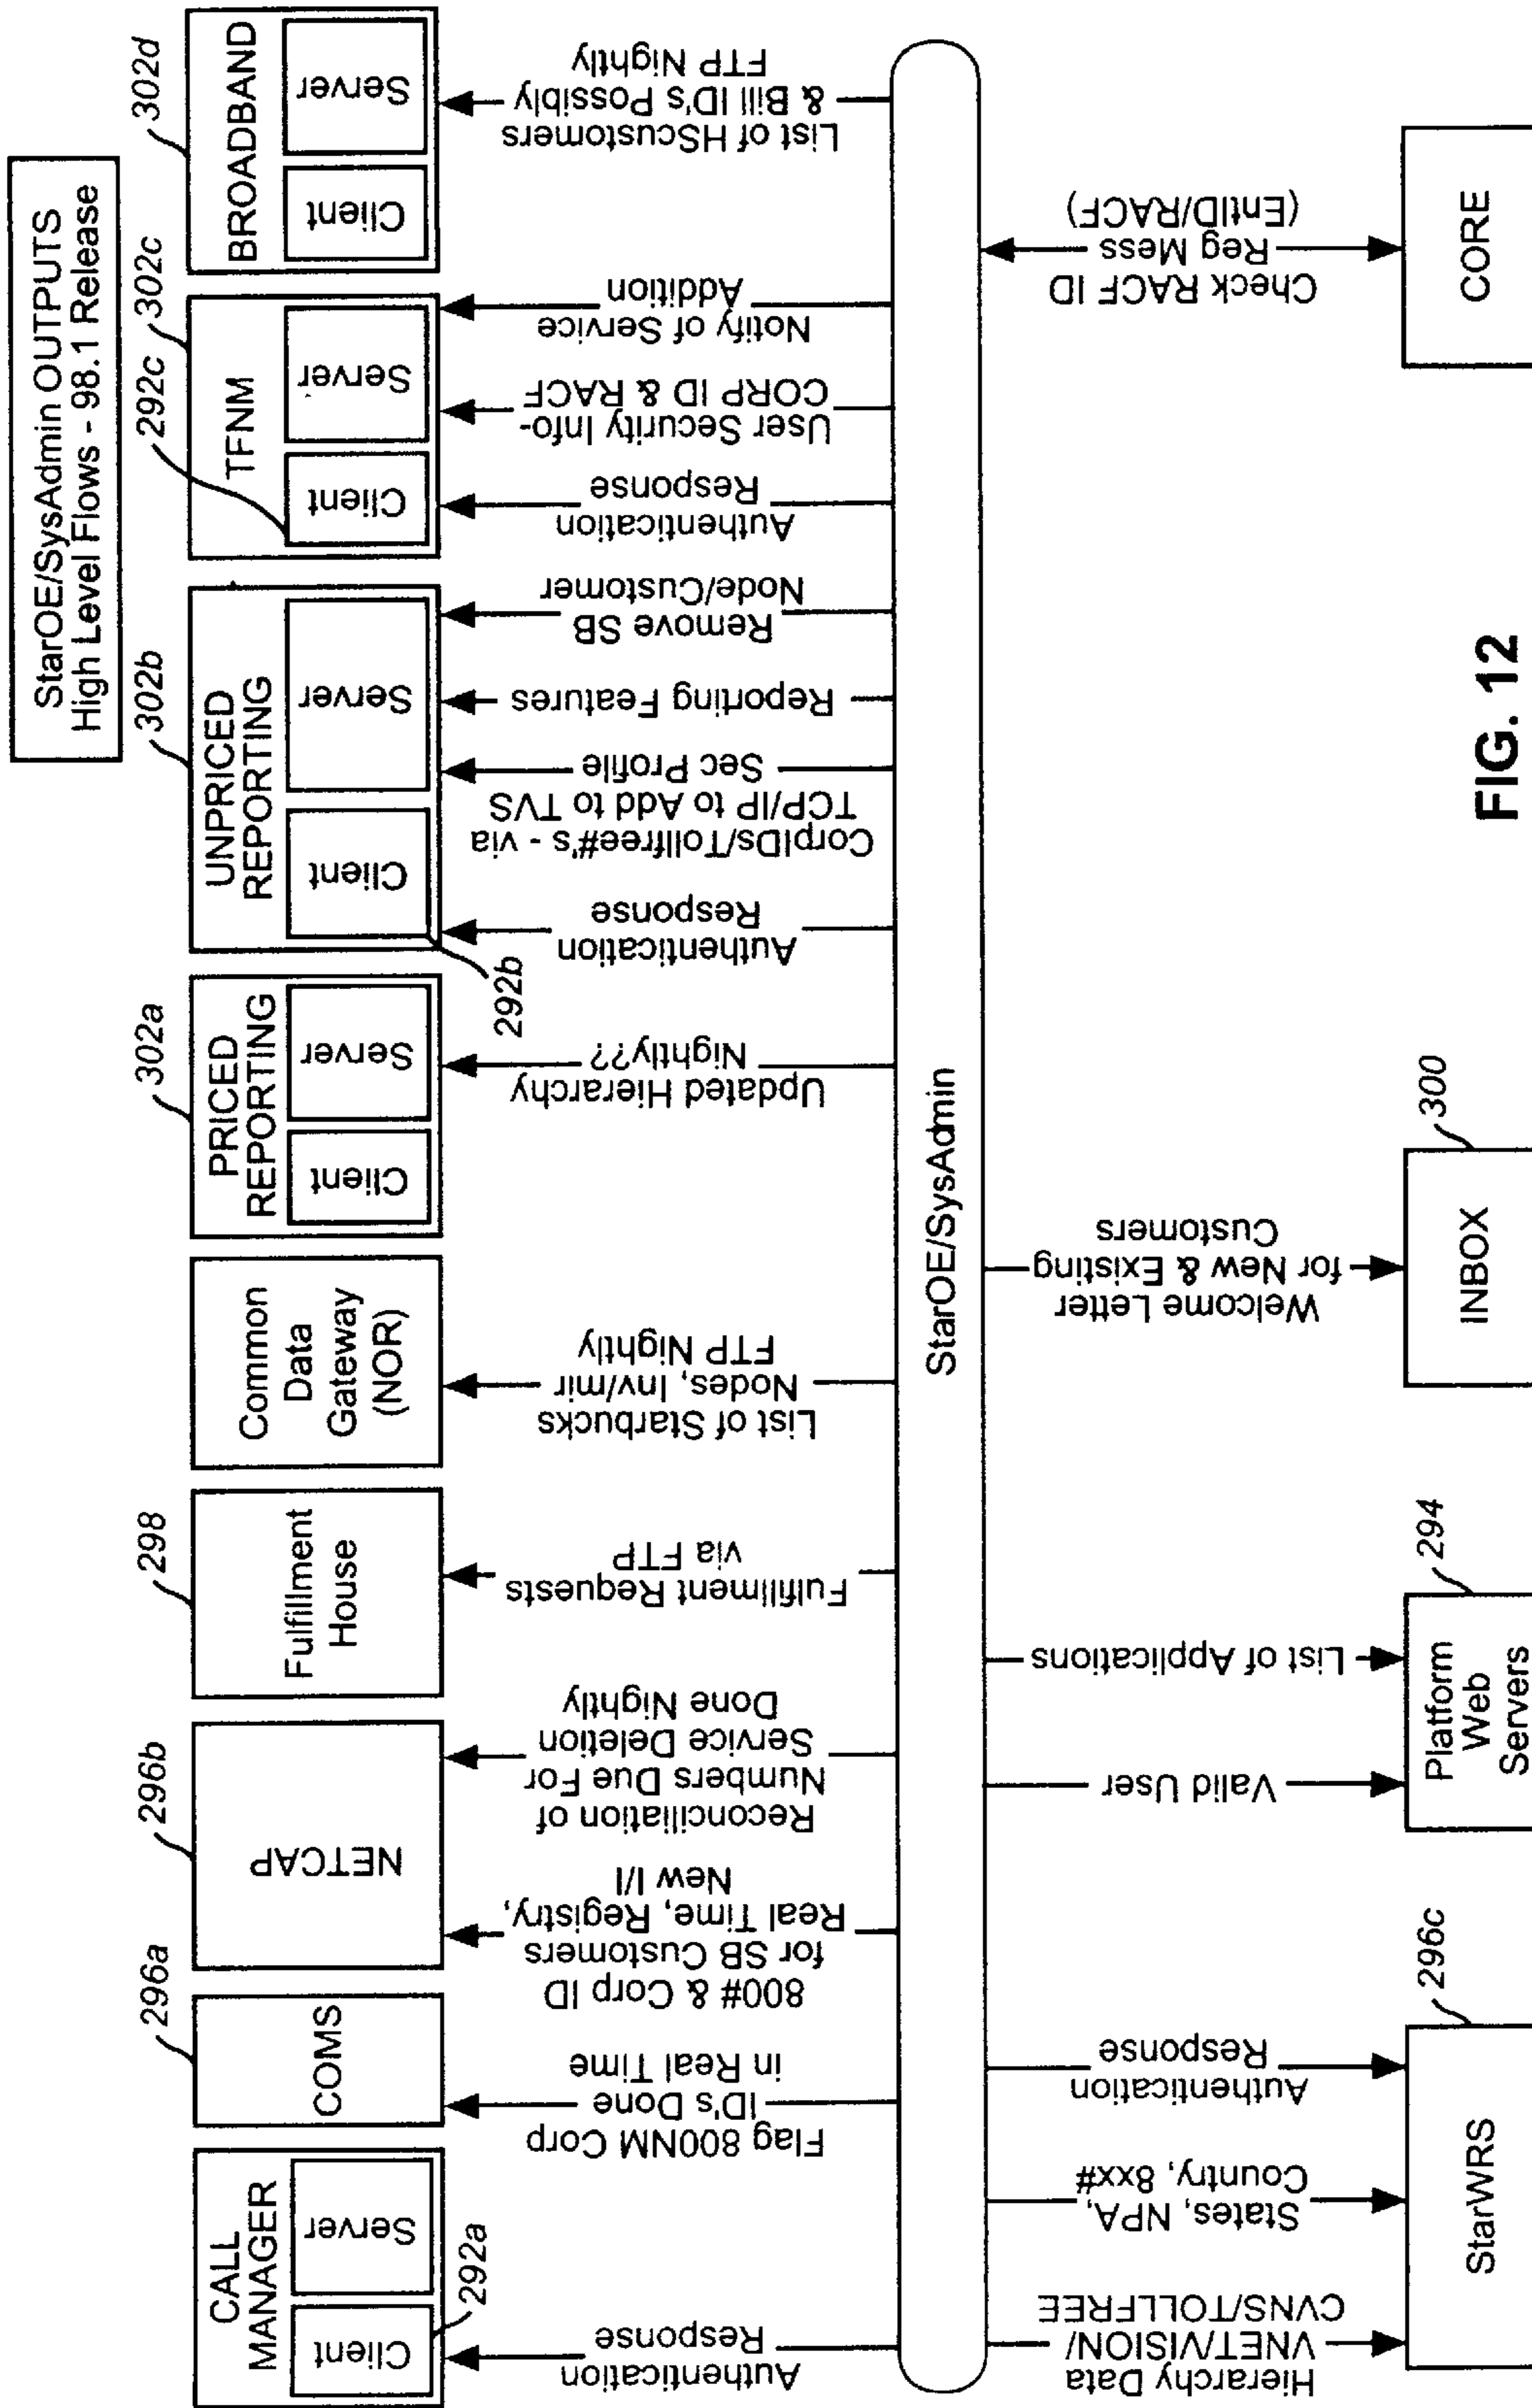 StarOE/SysAdmin OUTPUTS
High Level Flows - 98.1 Release
CALL
MANAGER
Client
Server
292a
COMS
296a
NETCAP
296b
Fulfillment
House
298
Common
Data
Gateway
(NOR)
PRICED
REPORTING
Client
Server
302a
UNPRICED
REPORTING
Client
Server
302b
292b
TFNM
Client
Server
302c
292c
BROADBAND
Client
Server
302d
Authentication
Response
Flag 800NM Corp
ID's Done
in Real Time
800# & Corp ID
for SB Customers
Real Time, Registry,
New I/I
Reconciliation of
Numbers Due For
Service Deletion
Done Nightly
Fulfillment Requests
via FTP
List of Starbucks
Nodes, Inv/mir
FTP Nightly
Updated Hierarchy
Nightly??
Authentication
Response
CorpIDs/Tollfree#'s - via
TCP/IP to Add to TVS
Sec Profile
Reporting Features
Remove SB
Node/Customer
Authentication
Response
User Security Info-
CORP ID & RACF
Notify of Service
Addition
List of HScustomers
& Bill ID's Possibly
FTP Nightly
StarOE/SysAdmin
Hierarchy Data
VNET/VISION/
CVNS/TOLLFREE
States, NPA,
Country, 8xx#
Authentication
Response
Valid User
List of Applications
Welcome Letter
for New & Existing
Customers
Check RACF ID
Reg Mess
(EntID/RACF)
StarWRS
296c
Platform
Web
Servers
294
INBOX
300
CORE
FIG. 12